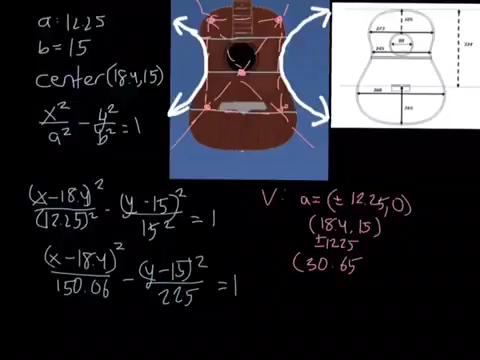 a: 12.25
b = 15
center (18.4, 15)
x²/a² - y²/b² = 1
(x-18.4)²/(12.25)² - (y-15)²/15² = 1
(x-18.4)²/150.06 - (y-15)²/225 = 1
V: a = (± 12.25, 0)
(18.4, 15)
±1225
(30.65